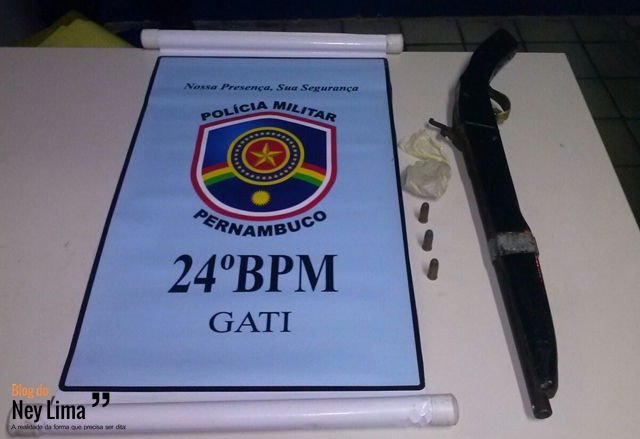 Nossa Presença, Sua Segurança
POLÍCIA MILITAR
PERNAMBUCO
24ºBPM
GATI
Blog do
Ney Lima
A realidade da forma que precisa ser dita